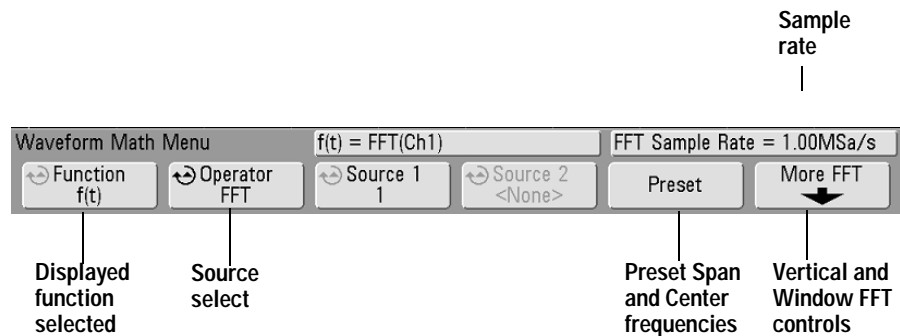 Sample
rate
Waveform Math Menu
f(t) = FFT(Ch1)
FFT Sample Rate = 1.00MSa/s
Function
f(t)
Operator
FFT
Source 1
1
Source 2
<None>
Preset
More FFT
Displayed
function
selected
Source
select
Preset Span
and Center
frequencies
Vertical and
Window FFT
controls